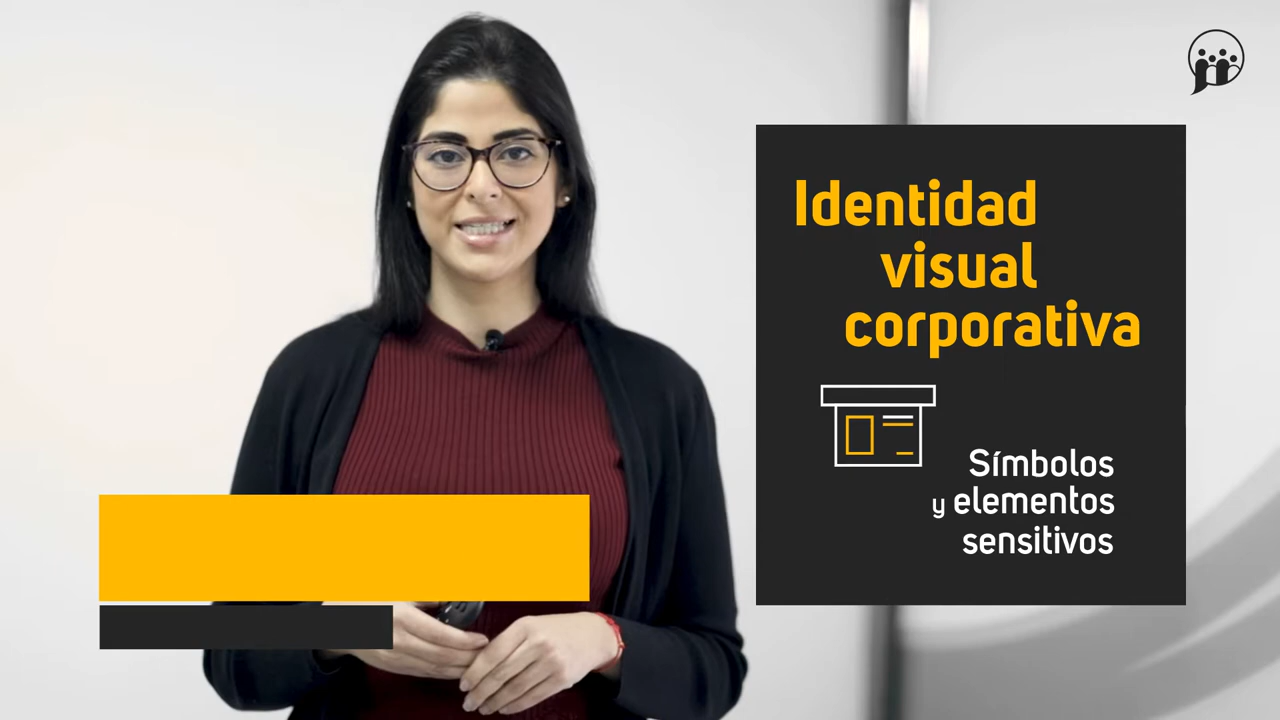 Identidad
visual
corporativa
Símbolos
y elementos
sensitivos